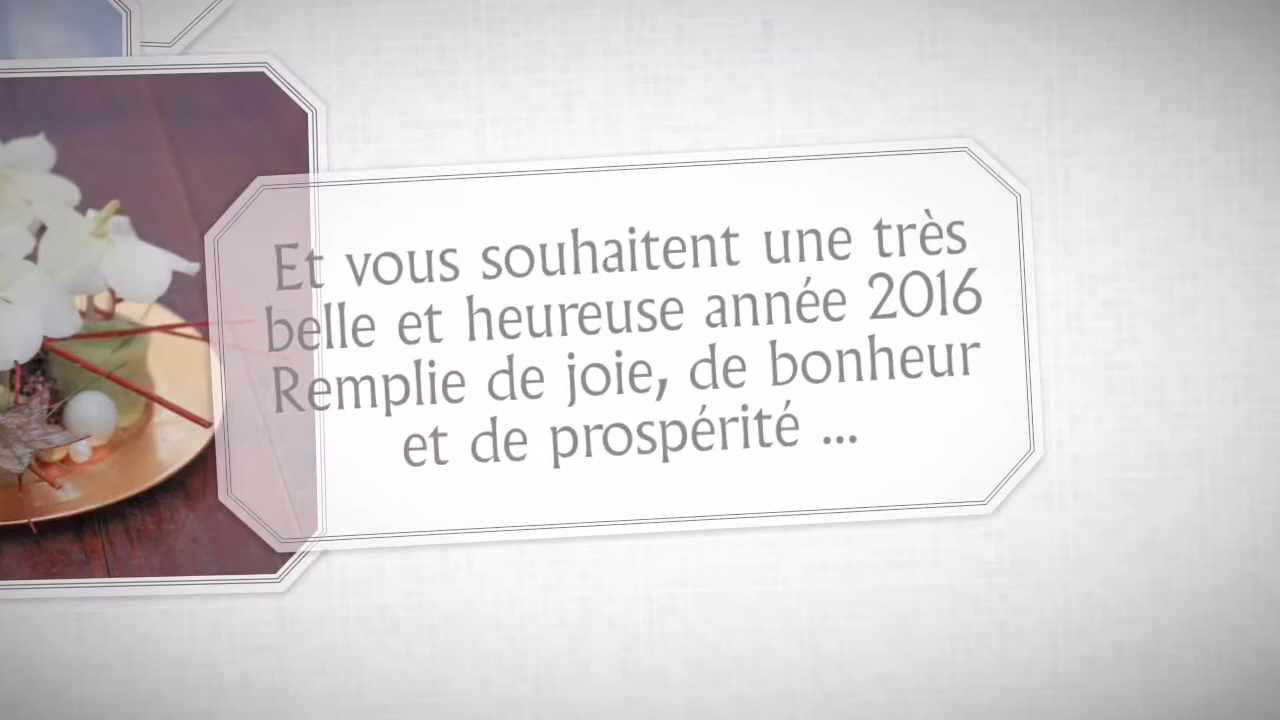 Et vous souhaitent une très
belle et heureuse année 2016
Remplie de joie, de bonheur
et de prospérité ...